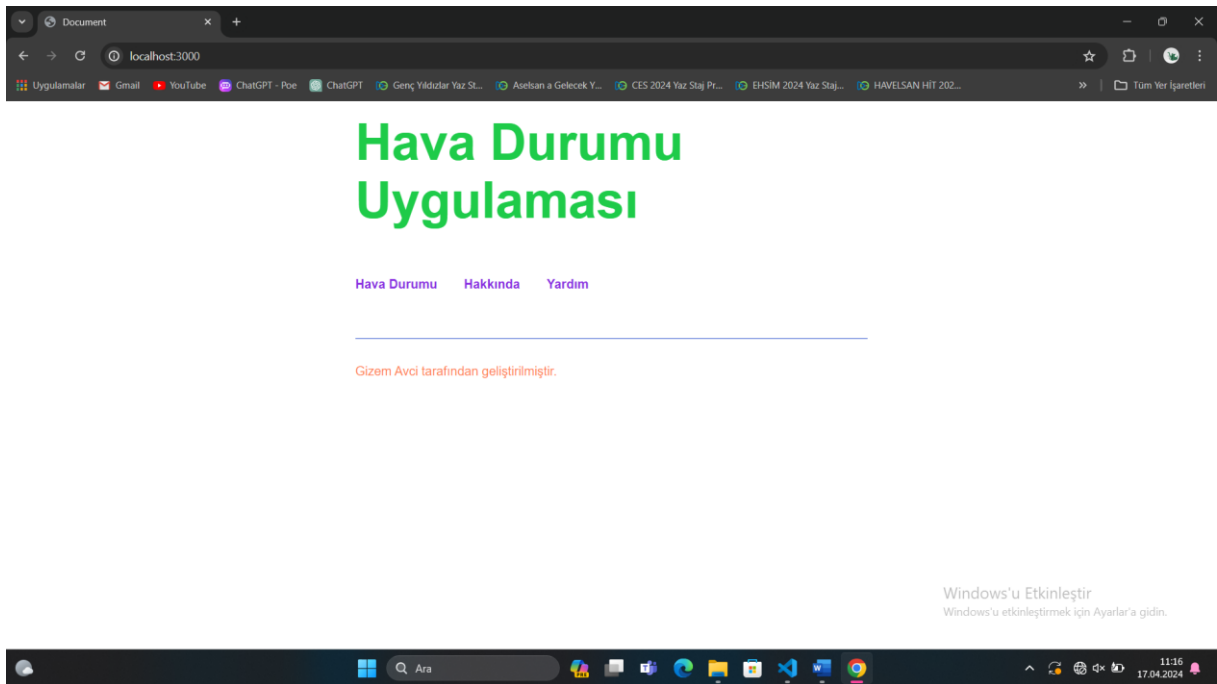 Document
localhost:3000
Uygulamalar Gmail YouTube ChatGPT - Poe ChatGPT Genç Yıldızlar Yaz St... Aselsan a Gelecek Y... CES 2024 Yaz Staj Pr... EHSİM 2024 Yaz Staj... HAVELSAN HİT 202... Tüm Yer İşaretleri
Hava Durumu
Uygulaması
Hava Durumu Hakkında Yardım
Gizem Avci tarafından geliştirilmiştir.
Windows'u Etkinleştir
Windows'u etkinleştirmek için Ayarlar'a gidin.
Ara
11:16
17.04.2024